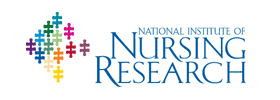 NATIONAL INSTITUTE OF
NURSING
RESEARCH